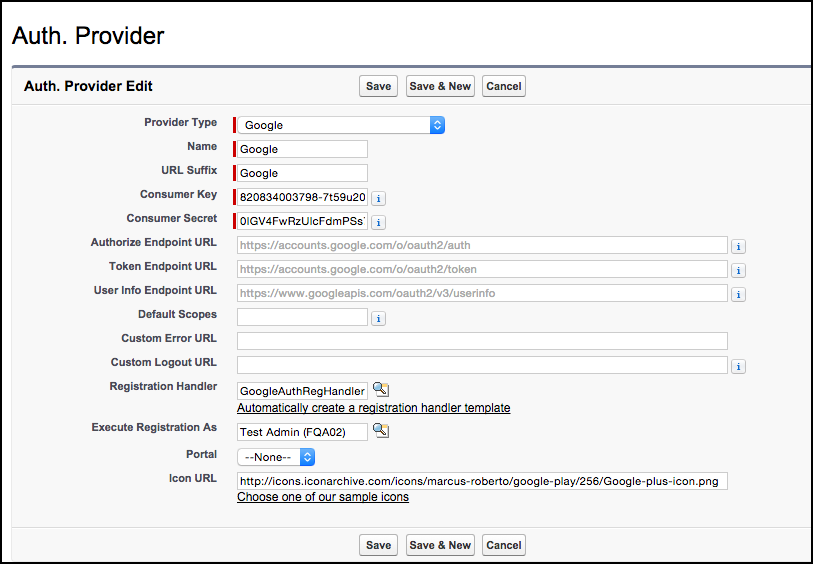 Auth. Provider
Auth. Provider Edit Save Save & New Cancel
Provider Type Google
Name Google
URL Suffix Google
Consumer Key 820834003798-7t59u20 i
Consumer Secret 0IGV4FwRzUlcFdmPSs i
Authorize Endpoint URL https://accounts.google.com/o/oauth2/auth i
Token Endpoint URL https://accounts.google.com/o/oauth2/token i
User Info Endpoint URL https://www.googleapis.com/oauth2/v3/userinfo i
Default Scopes i
Custom Error URL
Custom Logout URL i
Registration Handler GoogleAuthRegHandler
Automatically create a registration handler template
Execute Registration As Test Admin (FQA02)
Portal --None--
Icon URL http://icons.iconarchive.com/icons/marcus-roberto/google-play/256/Google-plus-icon.png
Choose one of our sample icons
Save Save & New Cancel